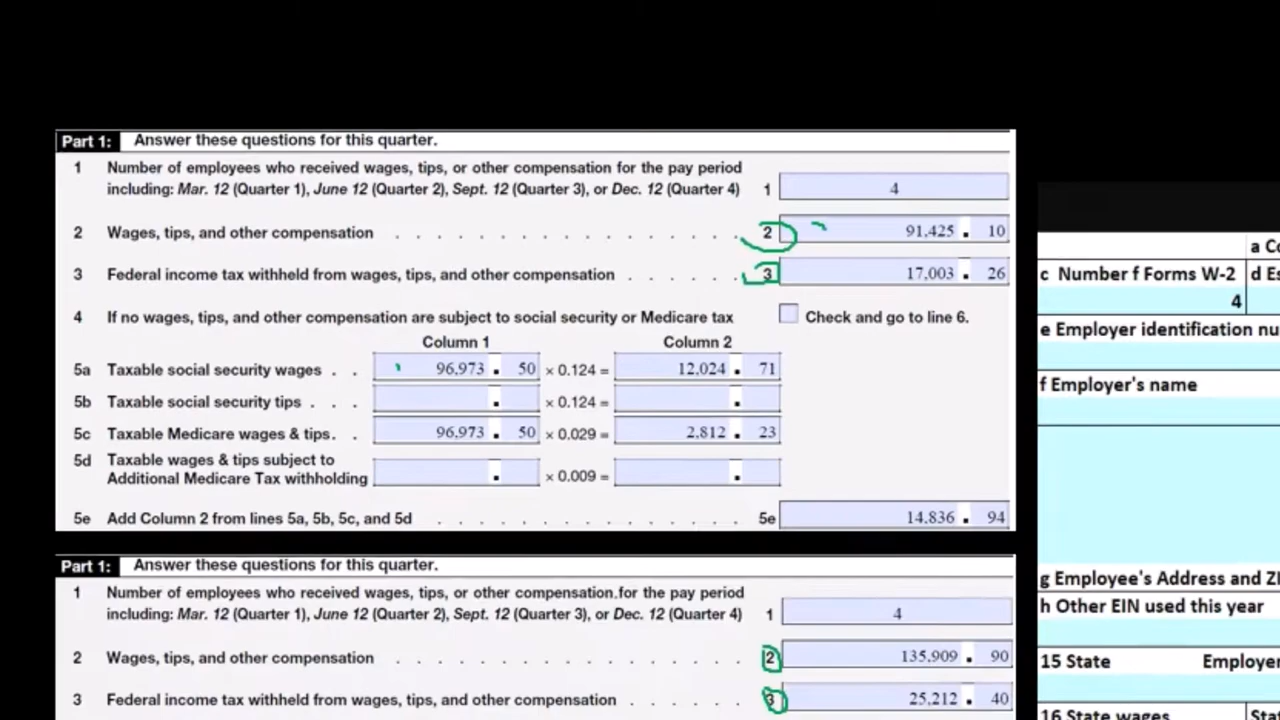 Part 1: Answer these questions for this quarter.
1 Number of employees who received wages, tips, or other compensation for the pay period
including: Mar. 12 (Quarter 1), June 12 (Quarter 2), Sept. 12 (Quarter 3), or Dec. 12 (Quarter 4) 1 4
2 Wages, tips, and other compensation . . . . . . . . . . . . . . . . . 2 91,425 . 10
3 Federal income tax withheld from wages, tips, and other compensation . . . . . . 3 17,003 . 26
4 If no wages, tips, and other compensation are subject to social security or Medicare tax Check and go to line 6.
Column 1 Column 2
5a Taxable social security wages . . 96,973 . 50 × 0.124 = 12,024 . 71
5b Taxable social security tips . . . . × 0.124 = .
5c Taxable Medicare wages & tips. . 96,973 . 50 × 0.029 = 2,812 . 23
5d Taxable wages & tips subject to
Additional Medicare Tax withholding . × 0.009 = .
5e Add Column 2 from lines 5a, 5b, 5c, and 5d . . . . . . . . . . . . . . . 5e 14,836 . 94
Part 1: Answer these questions for this quarter.
1 Number of employees who received wages, tips, or other compensation.for the pay period
including: Mar. 12 (Quarter 1), June 12 (Quarter 2), Sept. 12 (Quarter 3), or Dec. 12 (Quarter 4) 1 4
2 Wages, tips, and other compensation . . . . . . . . . . . . . . . . . 2 135,909 . 90
3 Federal income tax withheld from wages, tips, and other compensation . . . . . . 3 25,212 . 40
a Co
c Number f Forms W-2 d Es
4
e Employer identification nu
f Employer's name
g Employee's Address and ZI
h Other EIN used this year
15 State Employer
16 State wages Stat